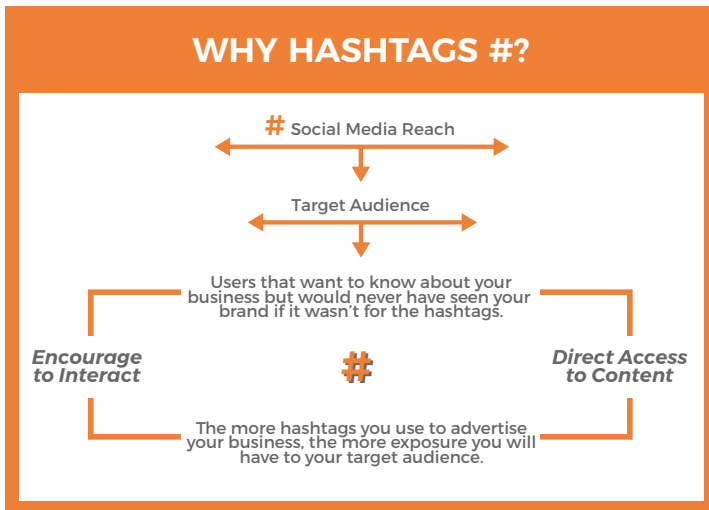 WHY HASHTAGS #?
# Social Media Reach
Target Audience
Users that want to know about your
business but would never have seen your
brand if it wasn't for the hashtags.
Encourage
to Interact
#
Direct Access
to Content
The more hashtags you use to advertise
your business, the more exposure you will
have to your target audience.